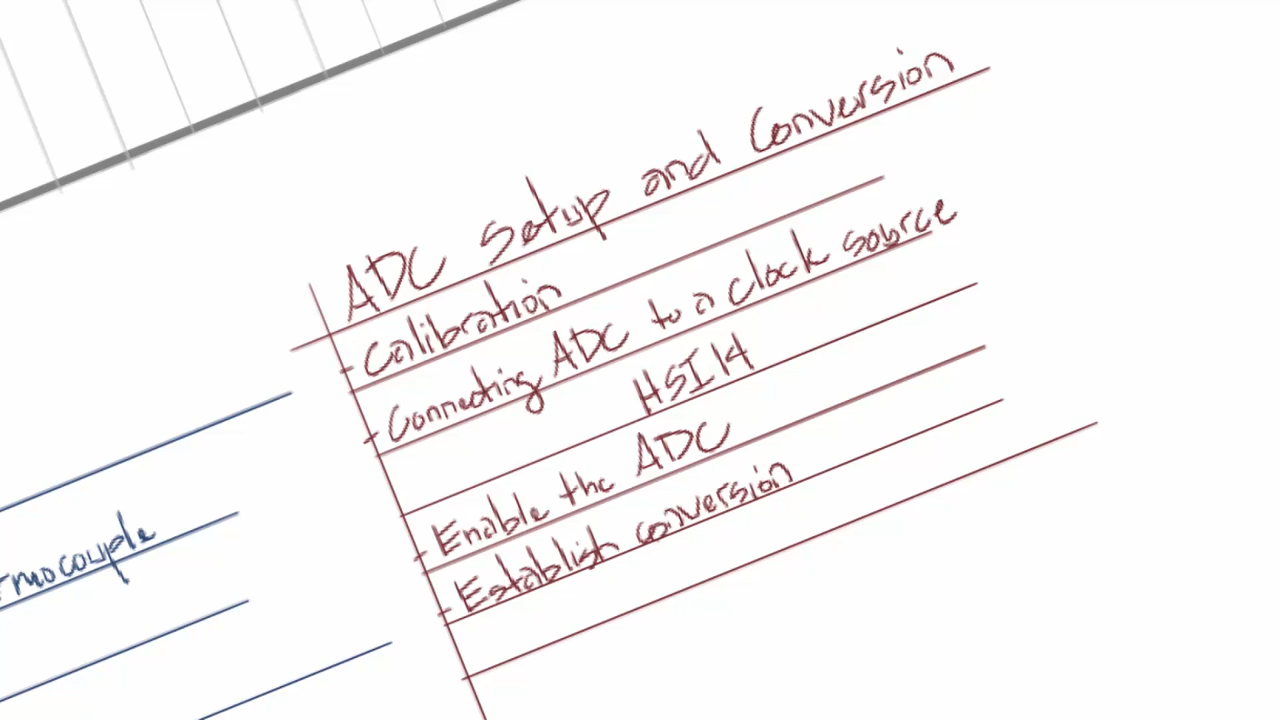 ADC Setup and Conversion
- Calibration
- Connecting ADC to a clock source
HSI14
- Enable the ADC
- Establish conversion
rmocouple